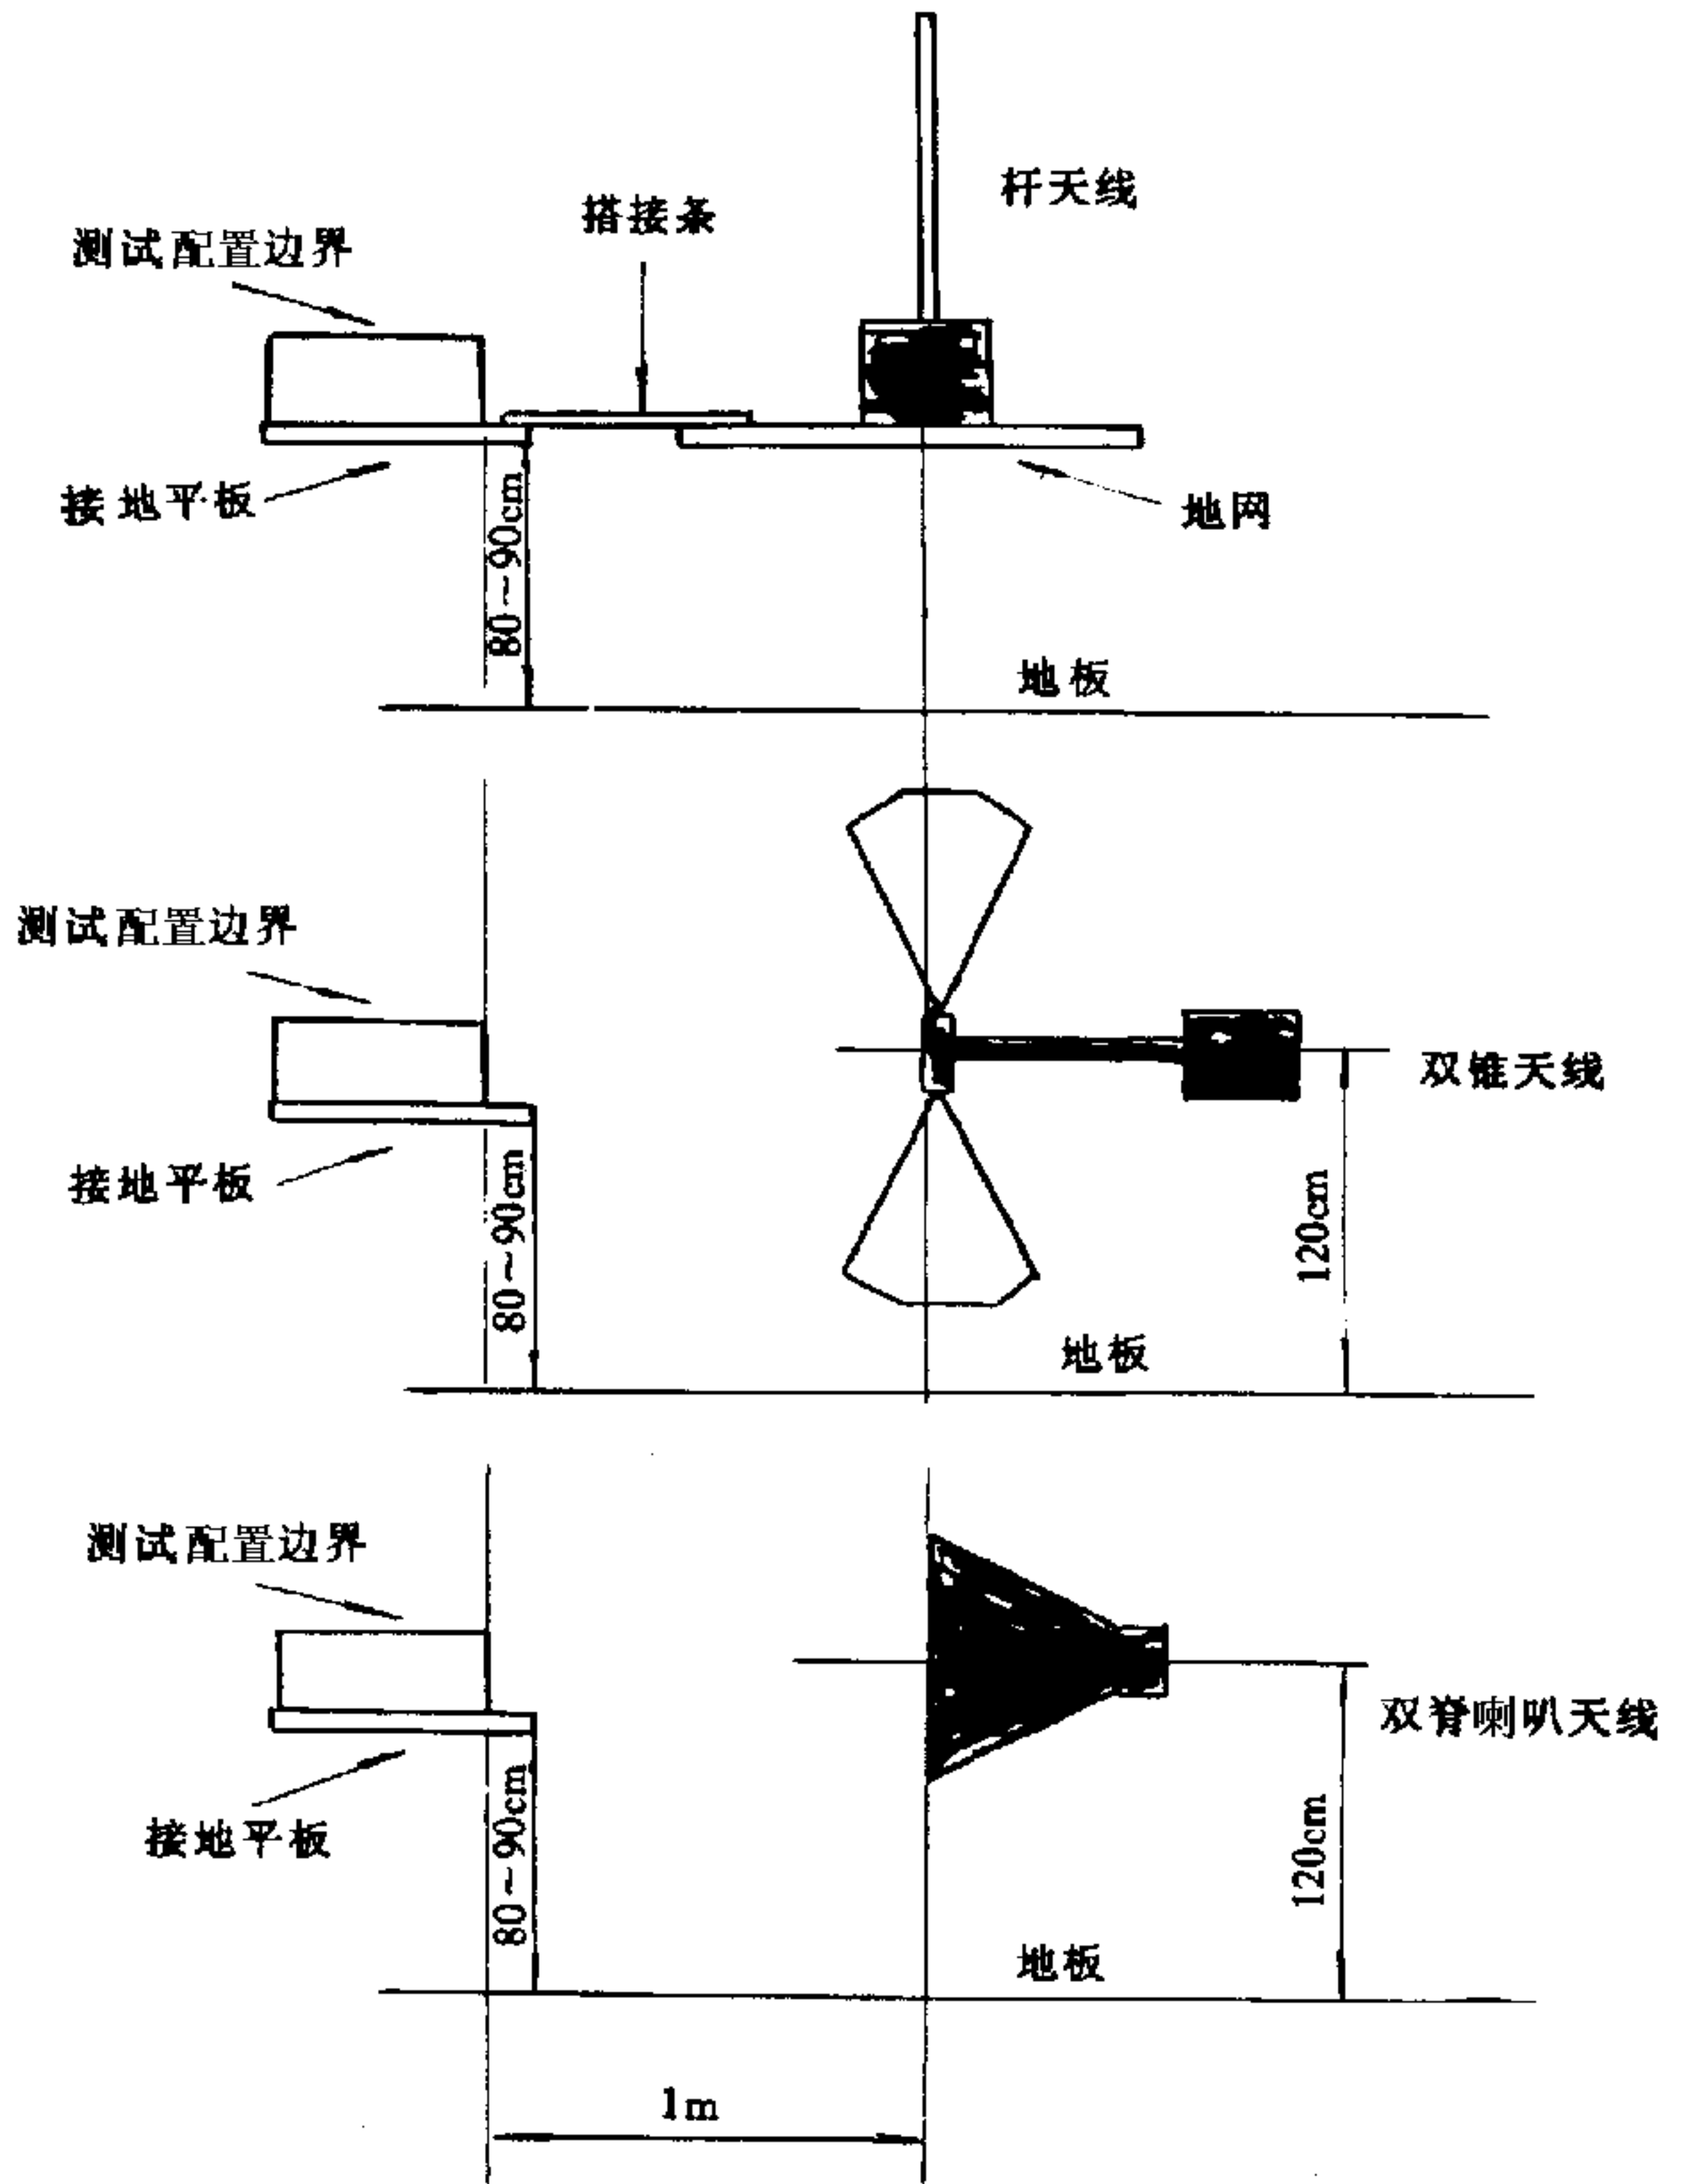 杆天线
搭接条
测试配置边界
接地平板
80~90cm
地网
地板
测试配置边界
双锥天线
接地平板
80~90cm
120cm
地板
测试配置边界
双脊喇叭天线
接地平板
80~90cm
120cm
地板
1m